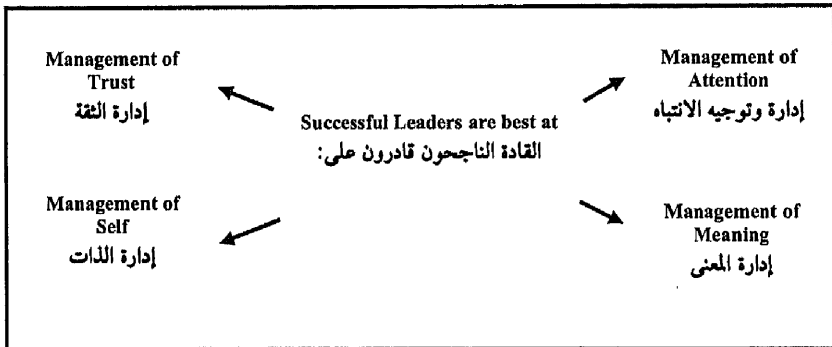 Management of
Trust
إدارة الثقة
Management of
Attention
إدارة وتوجيه الانتباه
Successful Leaders are best at
القادة الناجحون قادرون على:
Management of
Self
إدارة الذات
Management of
Meaning
إدارة المعنى